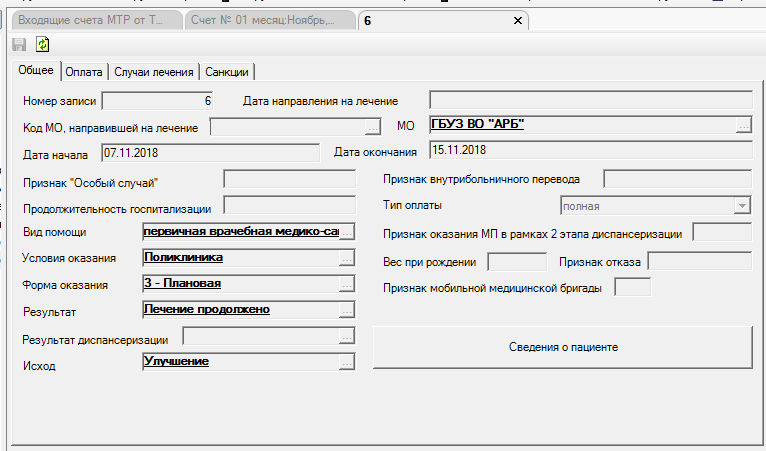 Входящие счета МТР от Т...
Счет № 01 месяц:Ноябрь,...
6
Общее
Оплата
Случаи лечения
Санкции
Номер записи 6 Дата направления на лечение
Код МО, направившей на лечение ... МО ГБУЗ ВО "АРБ" ...
Дата начала 07.11.2018 Дата окончания 15.11.2018
Признак "Особый случай" Признак внутрибольничного перевода
Продолжительность госпитализации Тип оплаты полная
Вид помощи первичная врачебная медико-са ... Признак оказания МП в рамках 2 этапа диспансеризации
Условия оказания Поликлиника ... Вес при рождении Признак отказа
Форма оказания 3 - Плановая ... Признак мобильной медицинской бригады
Результат Лечение продолжено ...
Результат диспансеризации ... Сведения о пациенте
Исход Улучшение ...